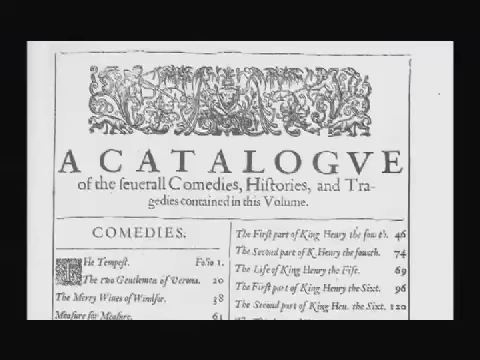 A CATALOGVE
of the seuerall Comedies, Histories, and Tra-
gedies contained in this Volume.
COMEDIES.
The Tempest. Folio 1.
The two Gentlemen of Verona. 20
The Merry Wiues of Windsor. 38
Measure for Measure. 61
The First part of King Henry the fourth. 46
The Second part of K. Henry the fourth. 74
The Life of King Henry the Fift. 69
The First part of King Henry the Sixt. 96
The Second part of King Hen. the Sixt. 120